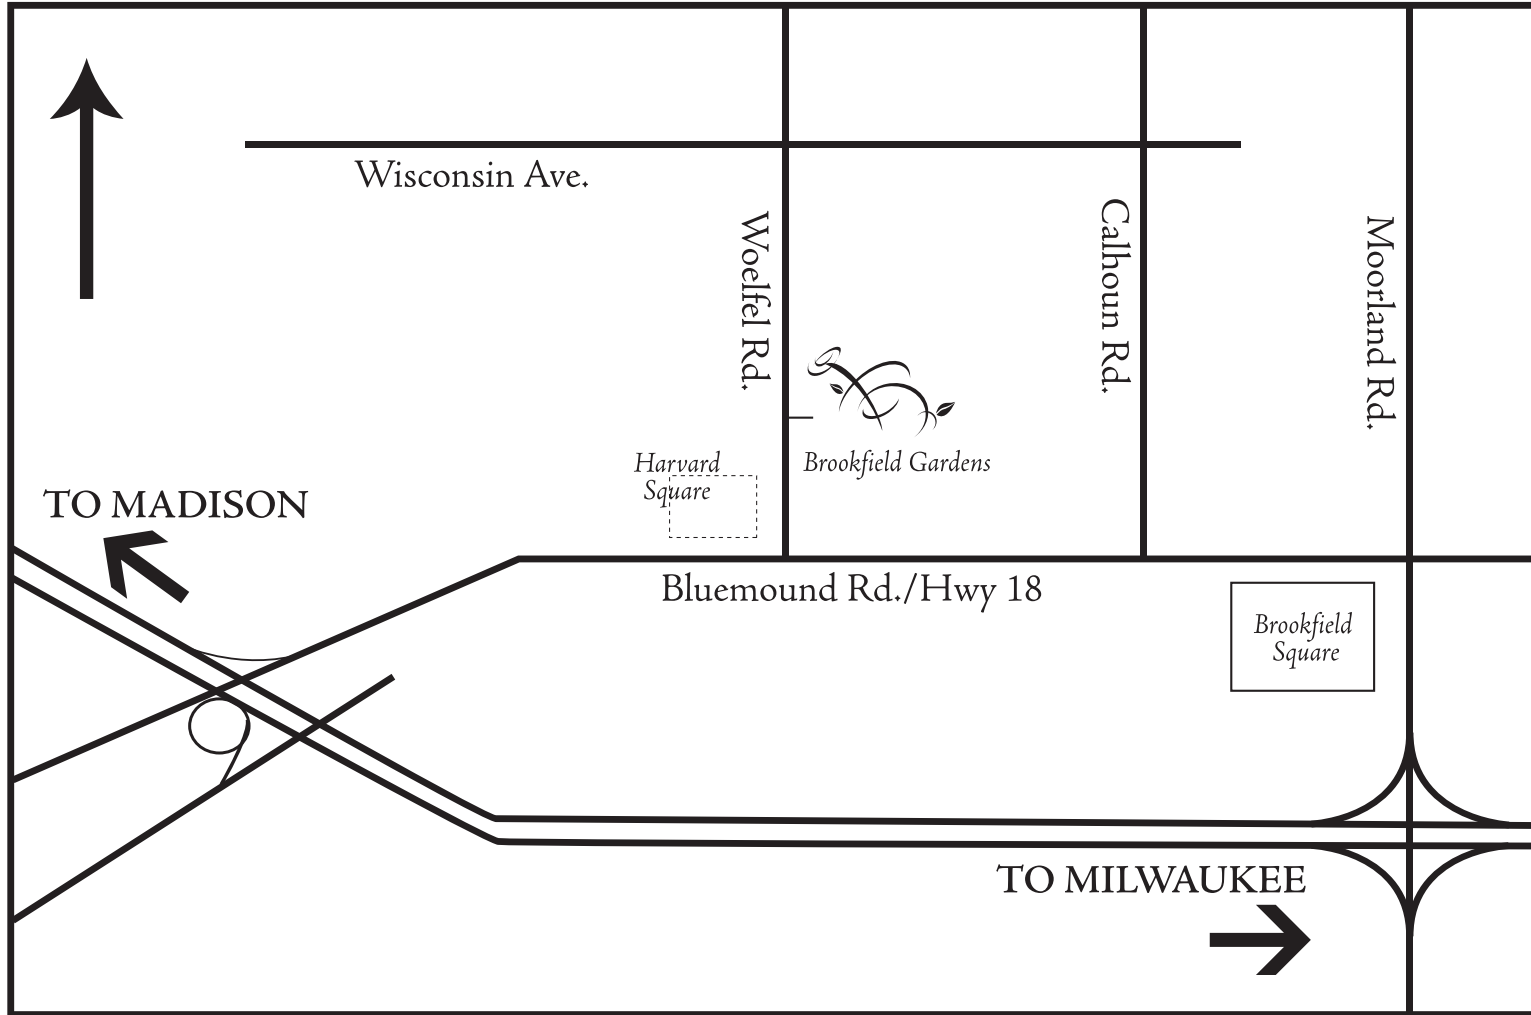 Wisconsin Ave.
Woelfel Rd.
Calhoun Rd.
Moorland Rd.
Harvard
Square
Brookfield Gardens
TO MADISON
Bluemound Rd./Hwy 18
Brookfield
Square
TO MILWAUKEE